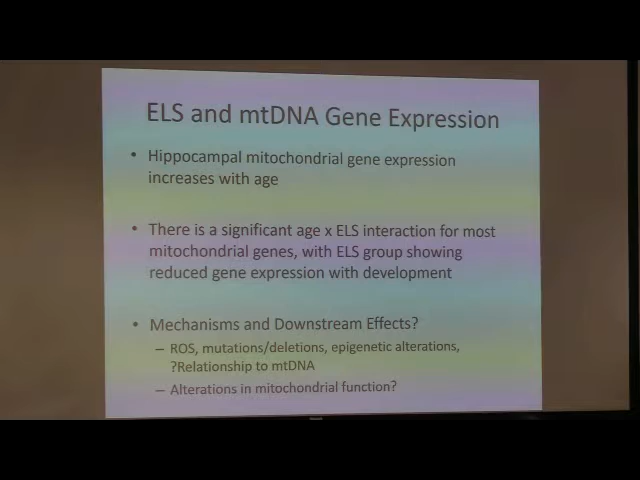 ELS and mtDNA Gene Expression
• Hippocampal mitochondrial gene expression
increases with age
• There is a significant age x ELS interaction for most
mitochondrial genes, with ELS group showing
reduced gene expression with development
• Mechanisms and Downstream Effects?
– ROS, mutations/deletions, epigenetic alterations,
?Relationship to mtDNA
– Alterations in mitochondrial function?